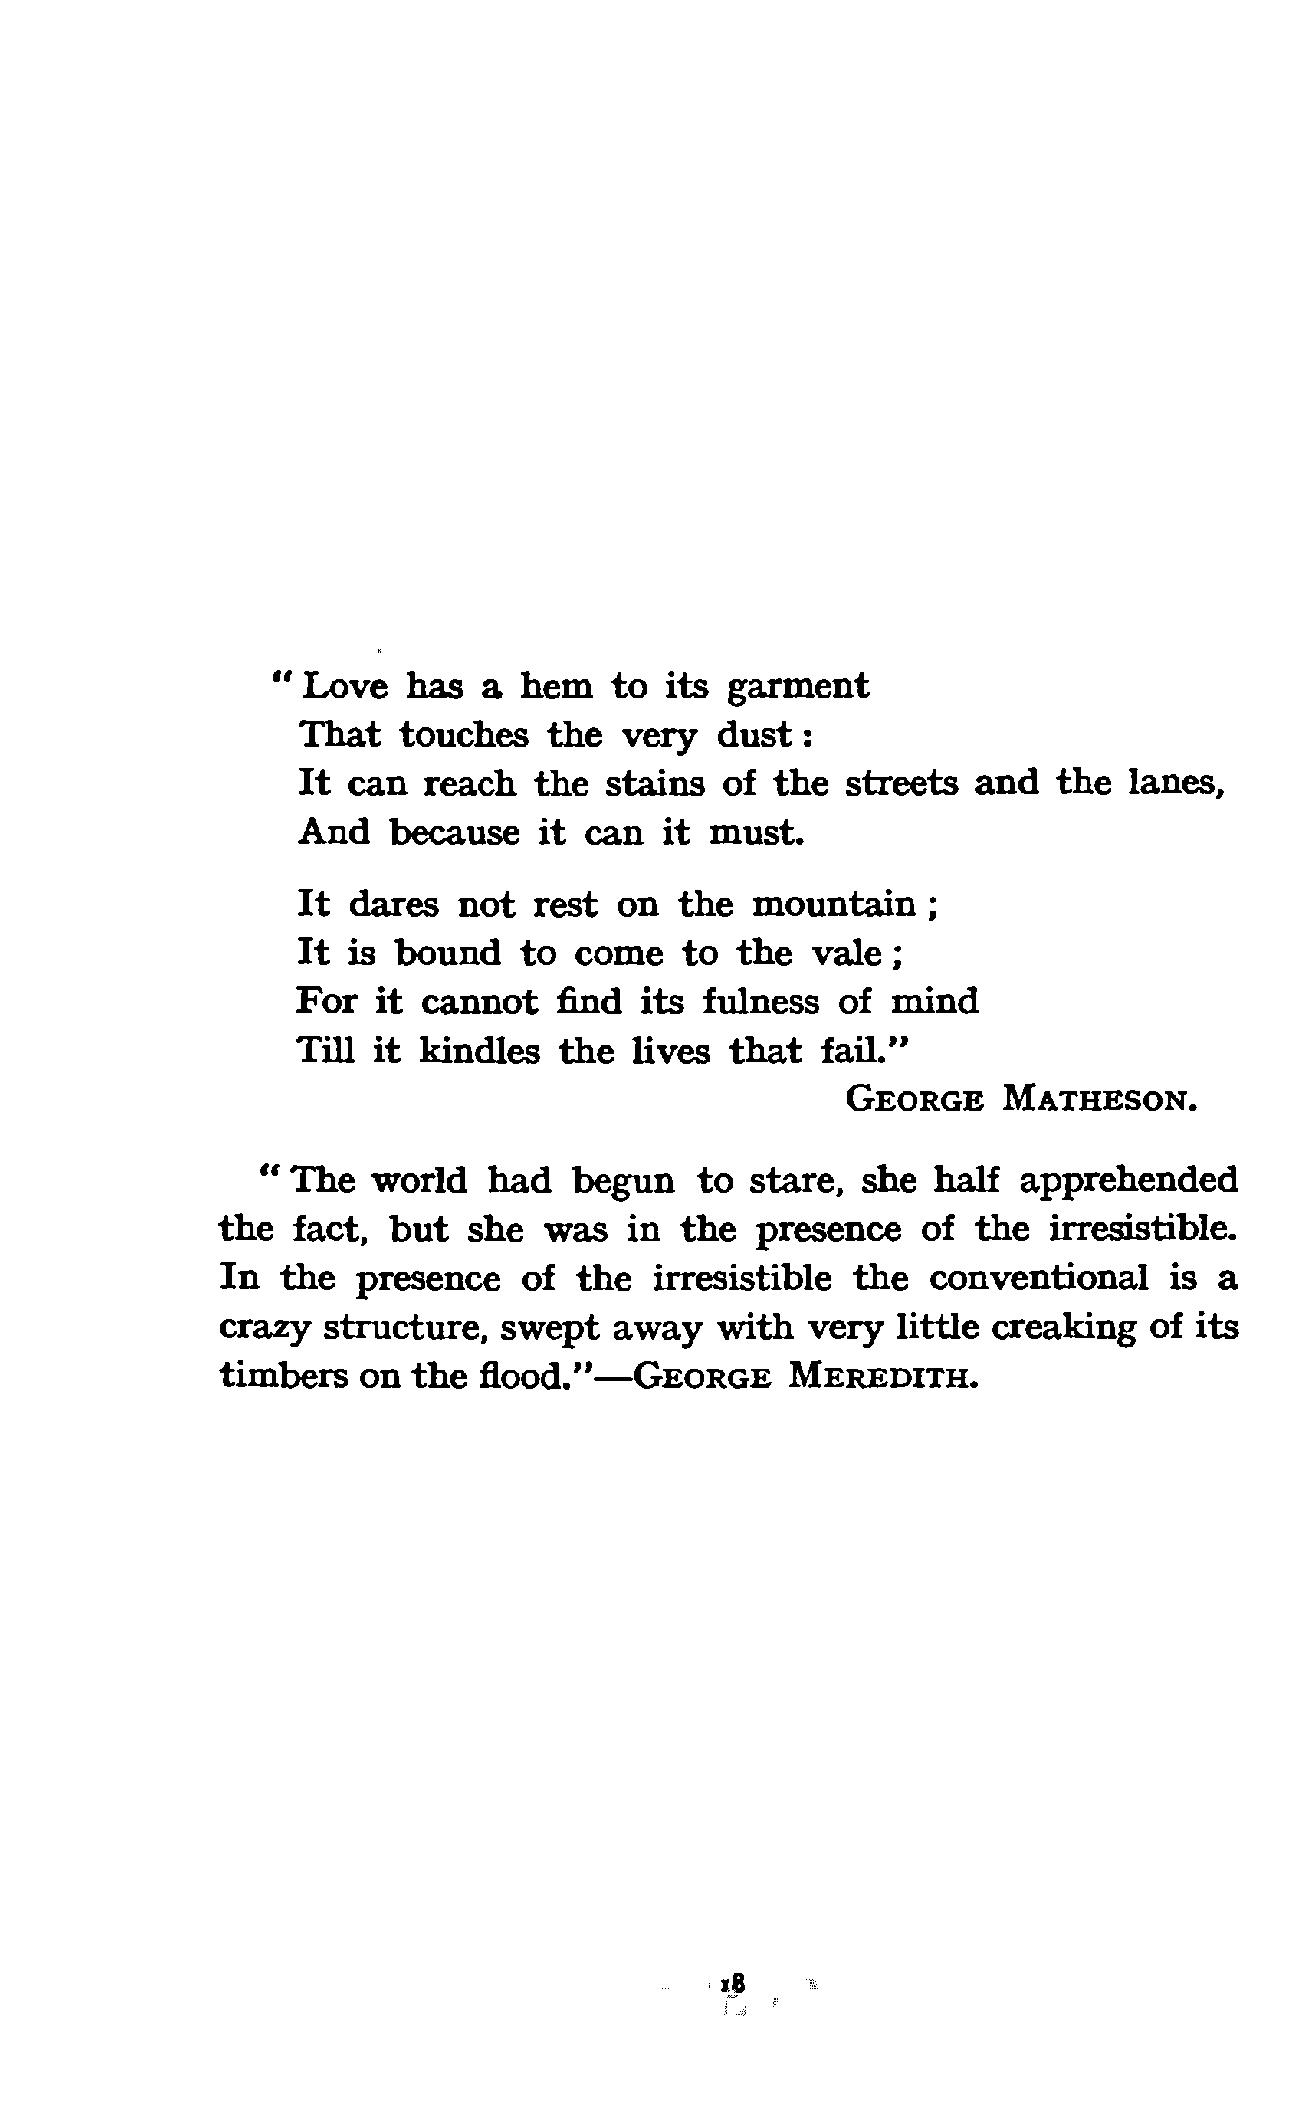 “ Love has a hem to its garment
That touches the very dust :
It can reach the stains of the streets and the lanes,
And because it can it must.
It dares not rest on the mountain ;
It is bound to come to the vale ;
For it cannot find its fulness of mind
Till it kindles the lives that fail.”
GEORGE MATHESON.
“ The world had begun to stare, she half apprehended
the fact, but she was in the presence of the irresistible.
In the presence of the irresistible the conventional is a
crazy structure, swept away with very little creaking of its
timbers on the flood.”—GEORGE MEREDITH.
18